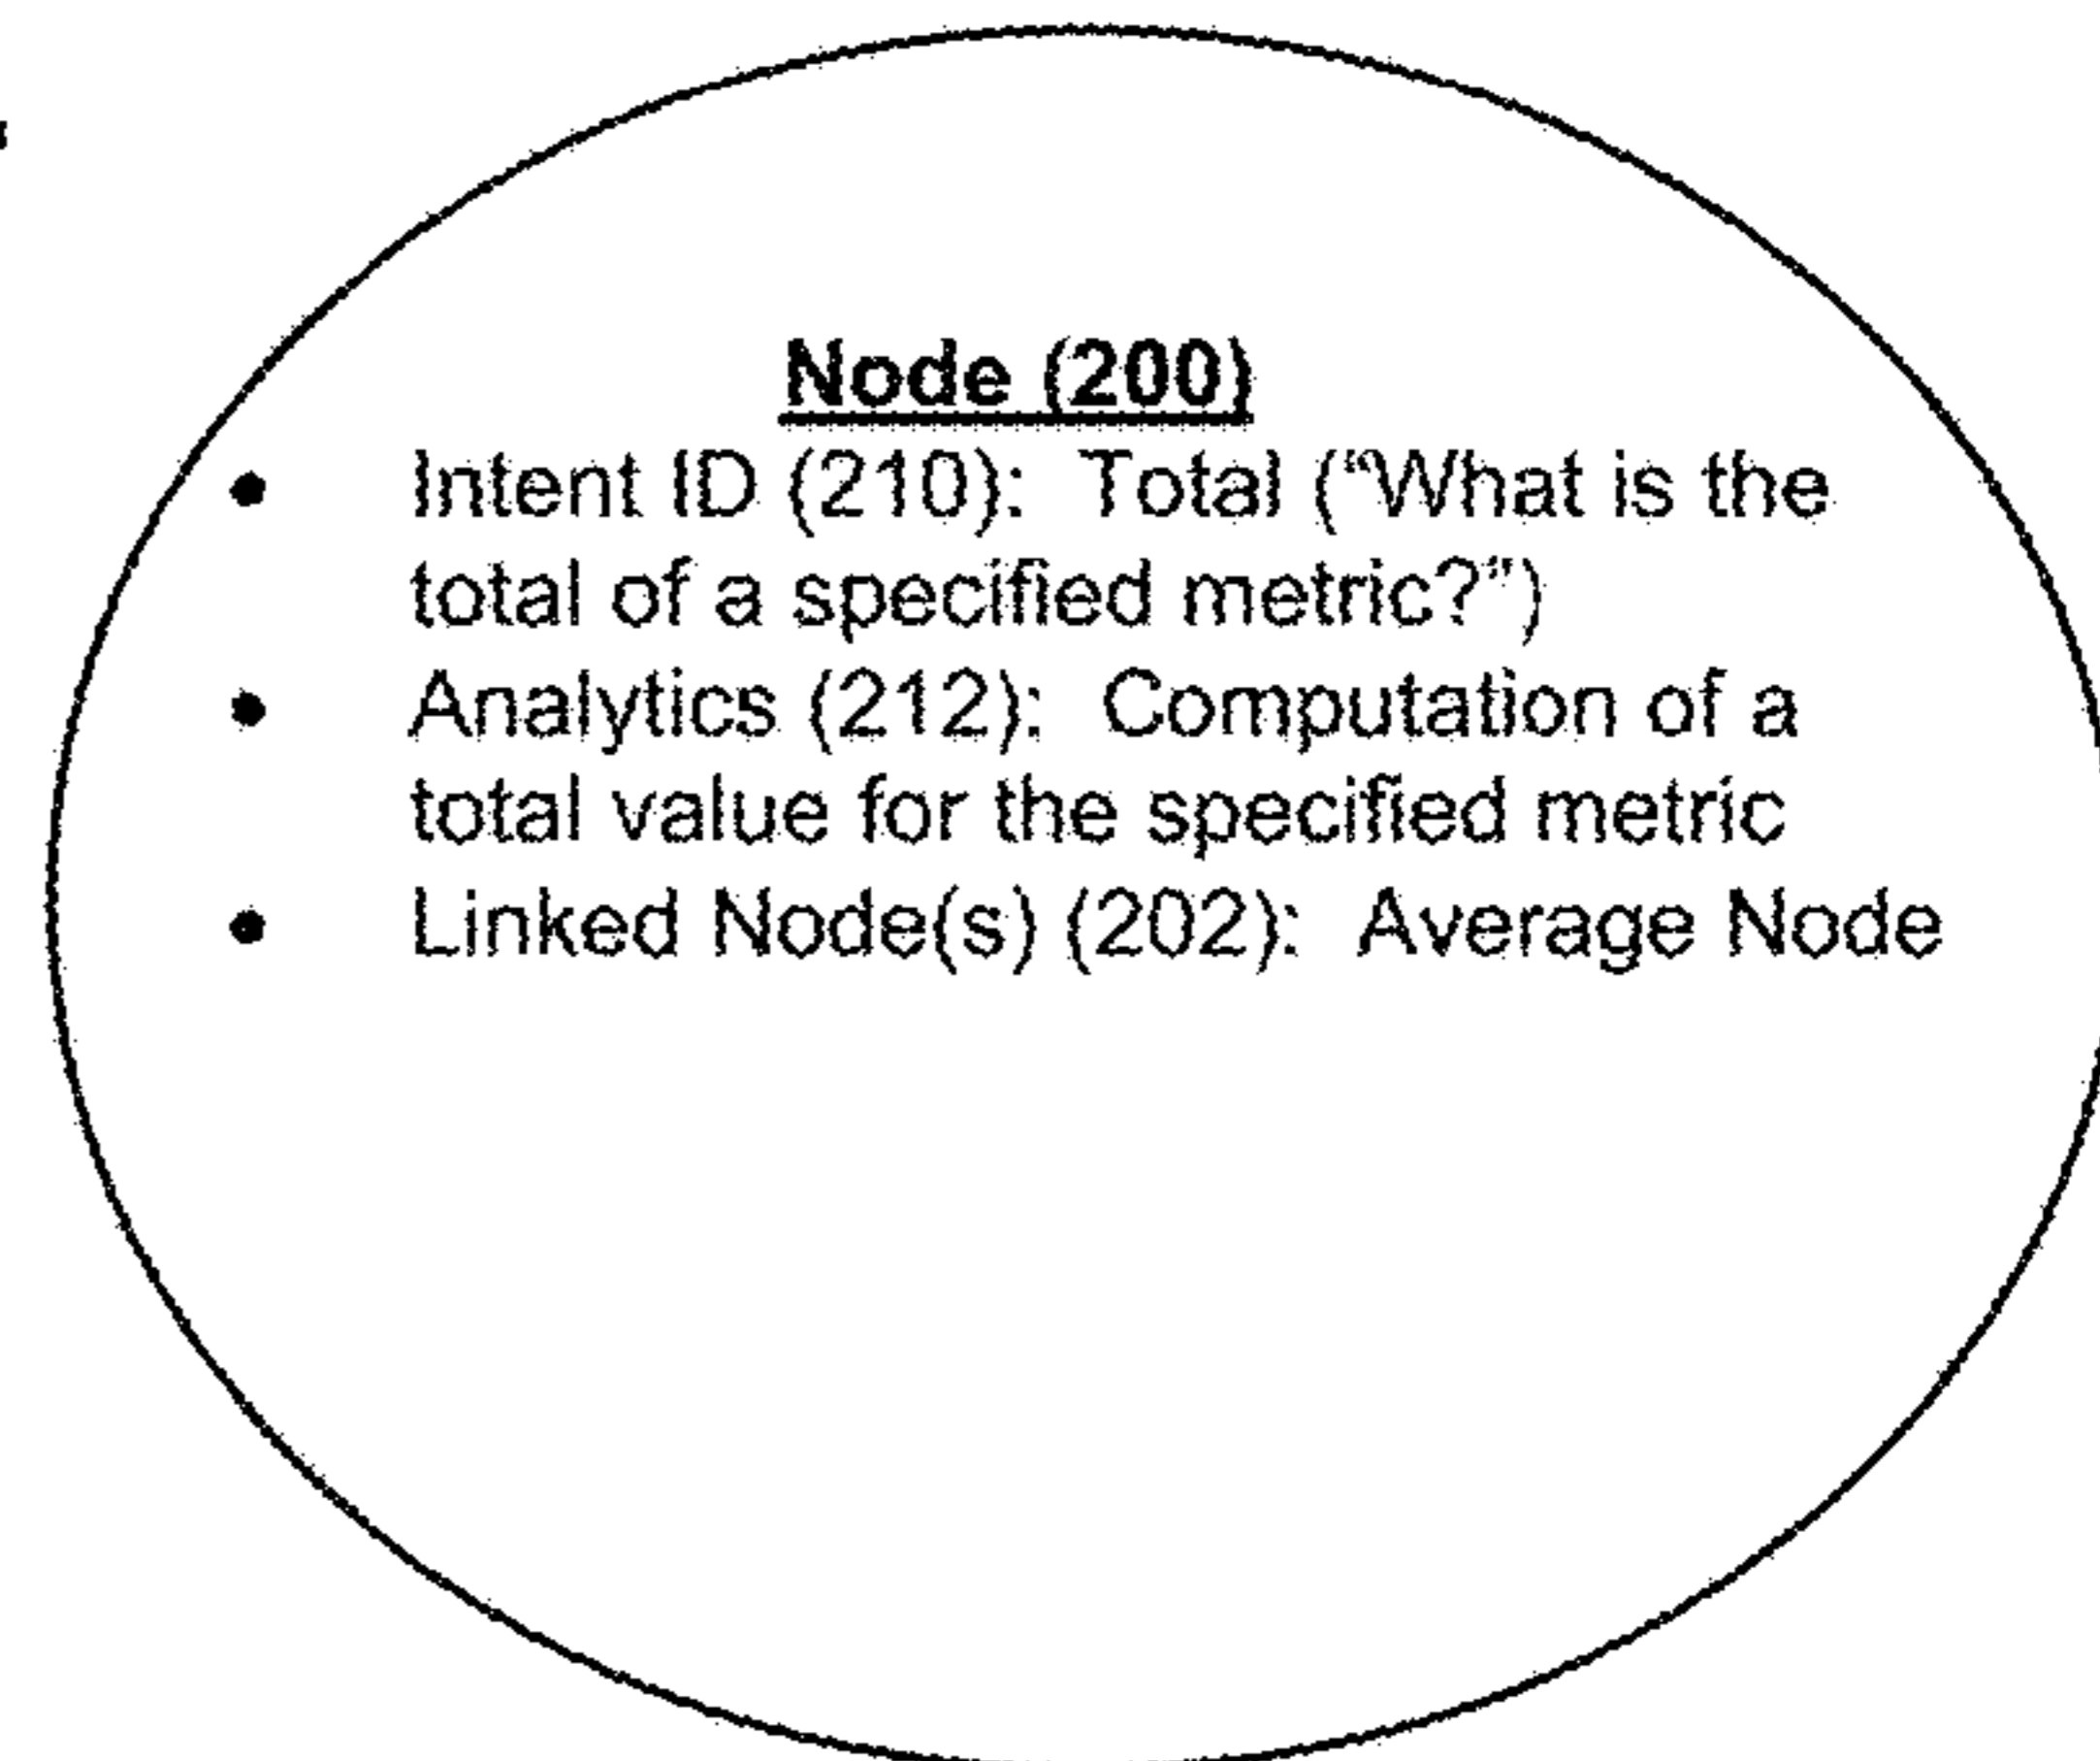 Node (200)
• Intent ID (210): Total (“What is the
total of a specified metric?”)
• Analytics (212): Computation of a
total value for the specified metric
• Linked Node(s) (202): Average Node